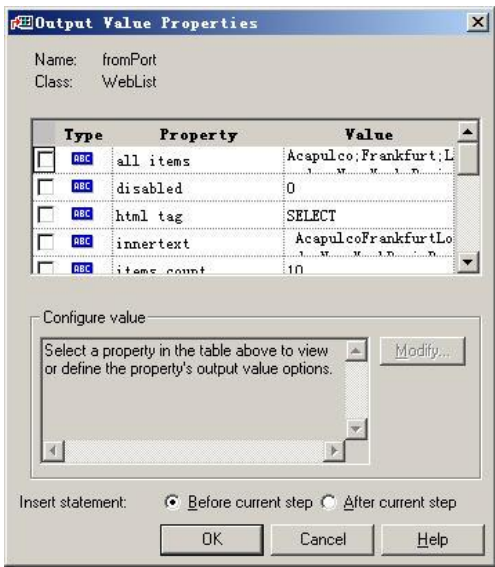 Output Value Properties
Name: fromPort
Class: WebList
Type Property Value
ABC all items Acapulco;Frankfurt;L
ABC disabled 0
ABC html tag SELECT
ABC innertext AcapulcoFrankfurtLo
ABC items count 10
Configure value
Select a property in the table above to view
or define the property's output value options.
Modify...
Insert statement: Before current step After current step
OK Cancel Help